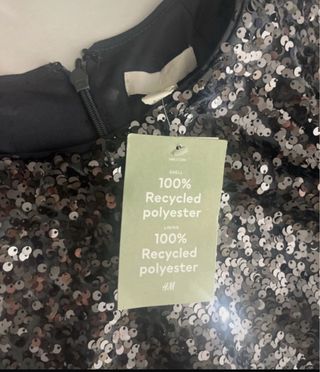 SHELL
100%
Recycled
polyester
LINING
100%
Recycled
polyester
H&M